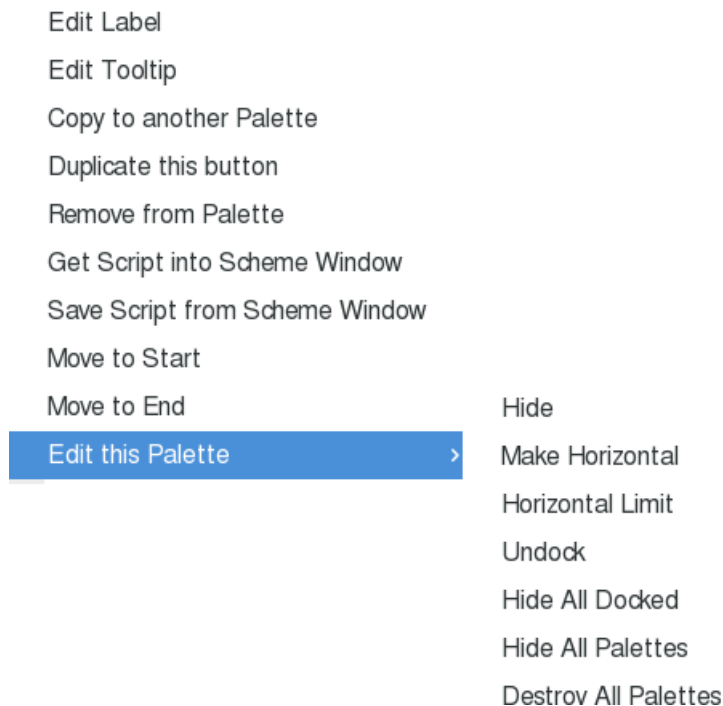 Edit Label
Edit Tooltip
Copy to another Palette
Duplicate this button
Remove from Palette
Get Script into Scheme Window
Save Script from Scheme Window
Move to Start
Move to End
Edit this Palette
Hide
Make Horizontal
Horizontal Limit
Undock
Hide All Docked
Hide All Palettes
Destroy All Palettes